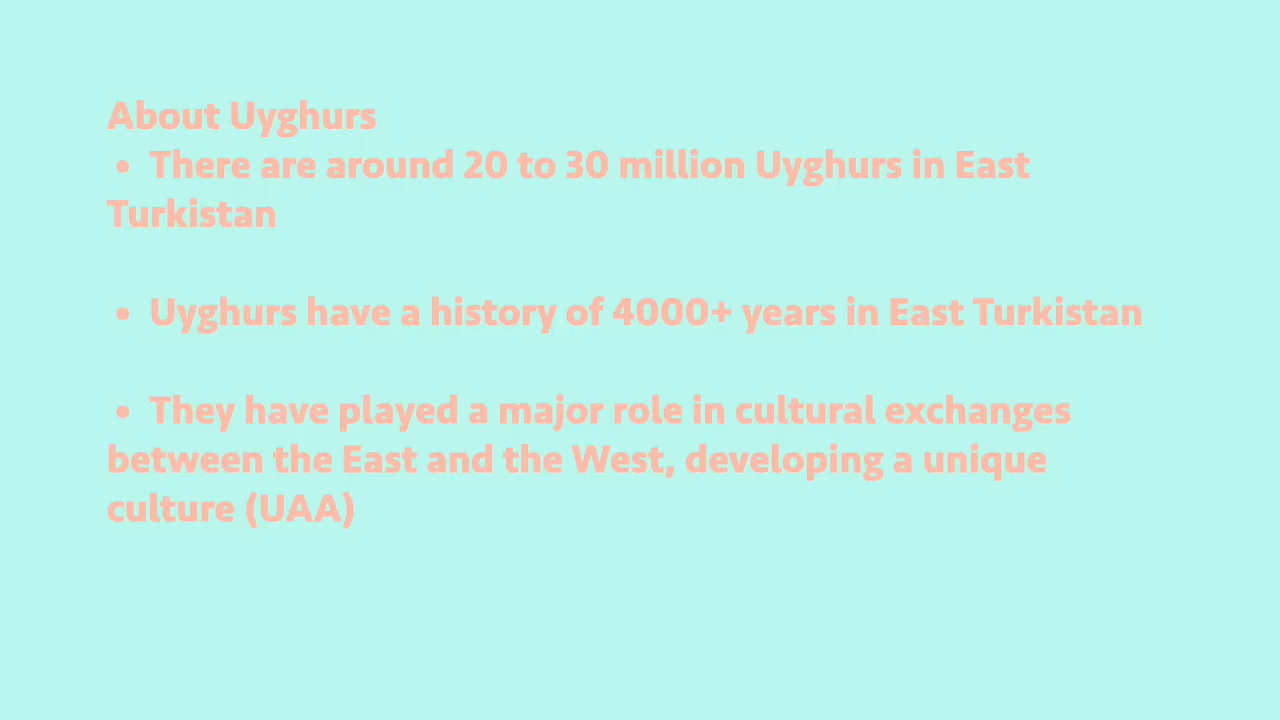 About Uyghurs
• There are around 20 to 30 million Uyghurs in East
Turkistan
• Uyghurs have a history of 4000+ years in East Turkistan
• They have played a major role in cultural exchanges
between the East and the West, developing a unique
culture (UAA)